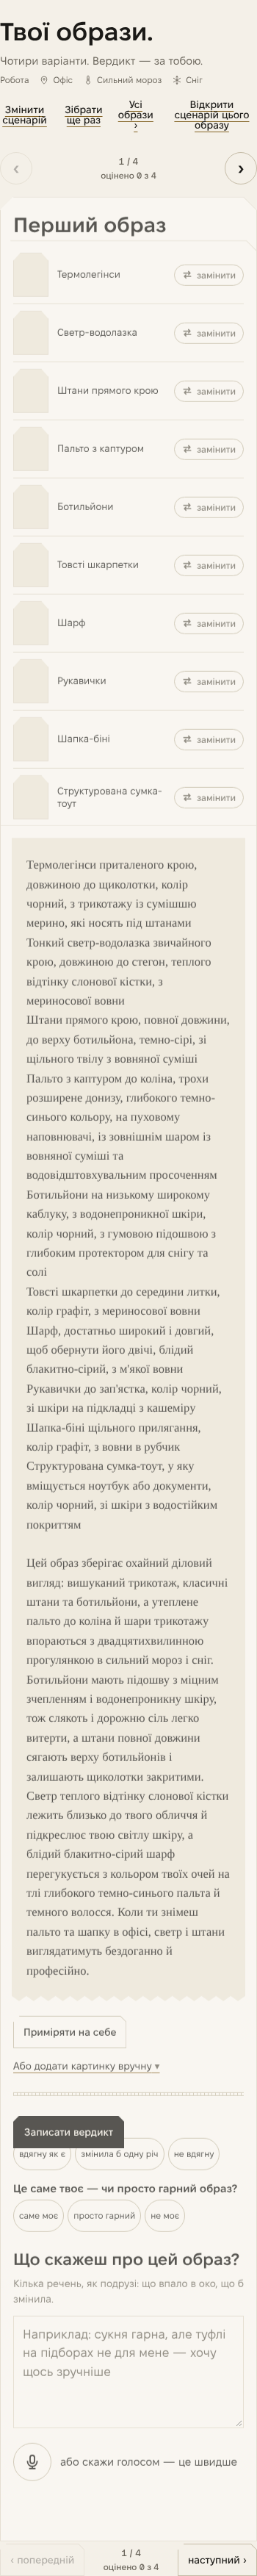 Твої образи.
Чотири варіанти. Вердикт — за тобою.
Робота Офіс Сильний мороз Сніг
Змінити сценарій
Зібрати ще раз
Усі образи ›
Відкрити сценарій цього образу
‹
1 / 4
оцінено 0 з 4
›
Перший образ
Термолегінси замінити
Светр-водолазка замінити
Штани прямого крою замінити
Пальто з каптуром замінити
Ботильйони замінити
Товсті шкарпетки замінити
Шарф замінити
Рукавички замінити
Шапка-біні замінити
Структурована сумка-тоут замінити
Термолегінси приталеного крою,
довжиною до щиколотки, колір
чорний, з трикотажу із сумішшю
мерино, які носять під штанами
Тонкий светр-водолазка звичайного
крою, довжиною до стегон, теплого
відтінку слонової кістки, з
мериносової вовни
Штани прямого крою, повної довжини,
до верху ботильйона, темно-сірі, зі
щільного твілу з вовняної суміші
Пальто з каптуром до коліна, трохи
розширене донизу, глибокого темно-
синього кольору, на пуховому
наповнювачі, із зовнішнім шаром із
вовняної суміші та
водовідштовхувальним просоченням
Ботильйони на низькому широкому
каблуку, з водонепроникної шкіри,
колір чорний, з гумовою підошвою з
глибоким протектором для снігу та
солі
Товсті шкарпетки до середини литки,
колір графіт, з мериносової вовни
Шарф, достатньо широкий і довгий,
щоб обернути його двічі, блідий
блакитно-сірий, з м'якої вовни
Рукавички до зап'ястка, колір чорний,
зі шкіри на підкладці з кашеміру
Шапка-біні щільного прилягання,
колір графіт, з вовни в рубчик
Структурована сумка-тоут, у яку
вміщується ноутбук або документи,
колір чорний, зі шкіри з водостійким
покриттям
Цей образ зберігає охайний діловий
вигляд: вишуканий трикотаж, класичні
штани та ботильйони, а утеплене
пальто до коліна й шари трикотажу
впораються з двадцятихвилинною
прогулянкою в сильний мороз і сніг.
Ботильйони мають підошву з міцним
зчепленням і водонепроникну шкіру,
тож слякоть і дорожню сіль легко
витерти, а штани повної довжини
сягають верху ботильйонів і
залишають щиколотки закритими.
Светр теплого відтінку слонової кістки
лежить близько до твого обличчя й
підкреслює твою світлу шкіру, а
блідий блакитно-сірий шарф
перегукується з кольором твоїх очей на
тлі глибокого темно-синього пальта й
темного волосся. Коли ти знімеш
пальто та шапку в офісі, светр і штани
виглядатимуть бездоганно й
професійно.
Приміряти на себе
Або додати картинку вручну ▾
Записати вердикт
вдягну як є змінила б одну річ не вдягну
Це саме твоє — чи просто гарний образ?
саме моє просто гарний не моє
Що скажеш про цей образ?
Кілька речень, як подрузі: що впало в око, що б
змінила.
Наприклад: сукня гарна, але туфлі
на підборах не для мене — хочу
щось зручніше
або скажи голосом — це швидше
‹ попередній
1 / 4
оцінено 0 з 4
наступний ›